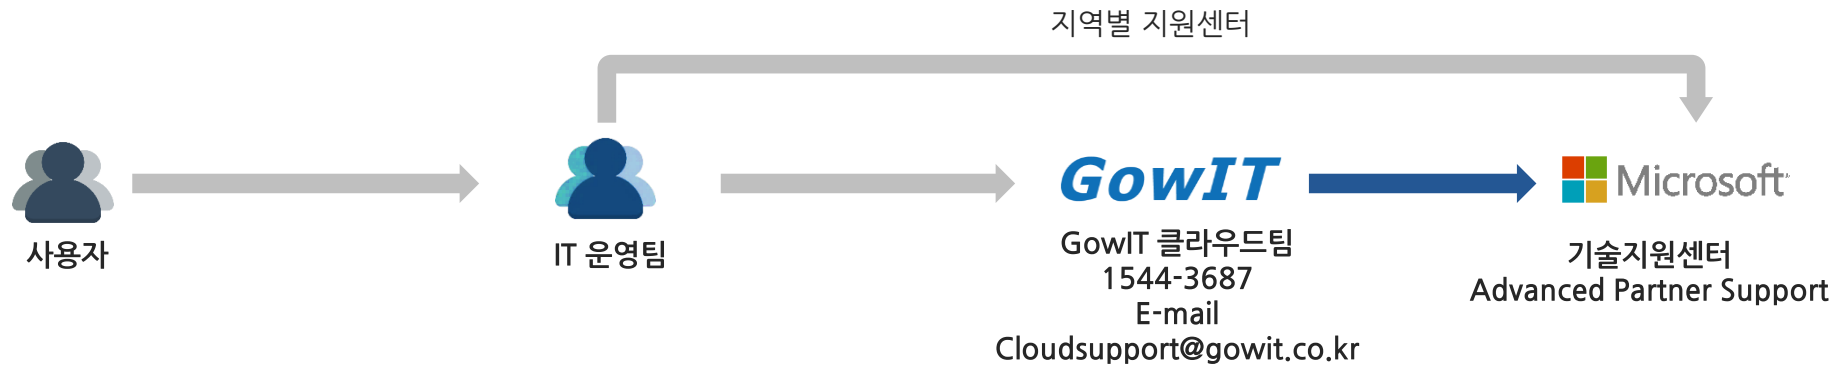 지역별 지원센터
사용자
IT 운영팀
GowIT
GowIT 클라우드팀
1544-3687
E-mail
Cloudsupport@gowit.co.kr
Microsoft
기술지원센터
Advanced Partner Support